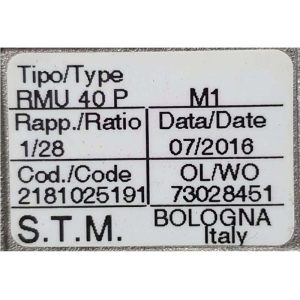 Tipo/Type
RMU 40 P M1
Rapp./Ratio Data/Date
1/28 07/2016
Cod./Code OL/WO
2181025191 73028451
S.T.M. BOLOGNA
Italy